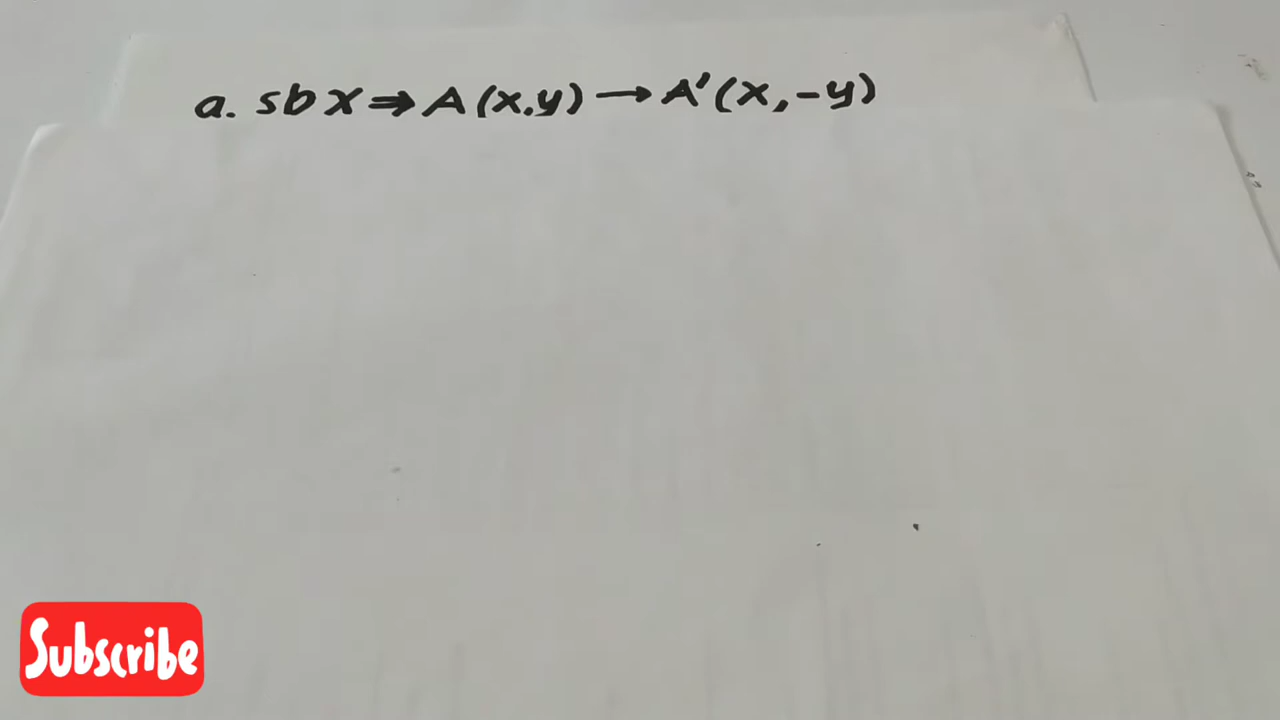 a. sb X ⇒ A (x,y) → A' (x, -y)
Subscribe